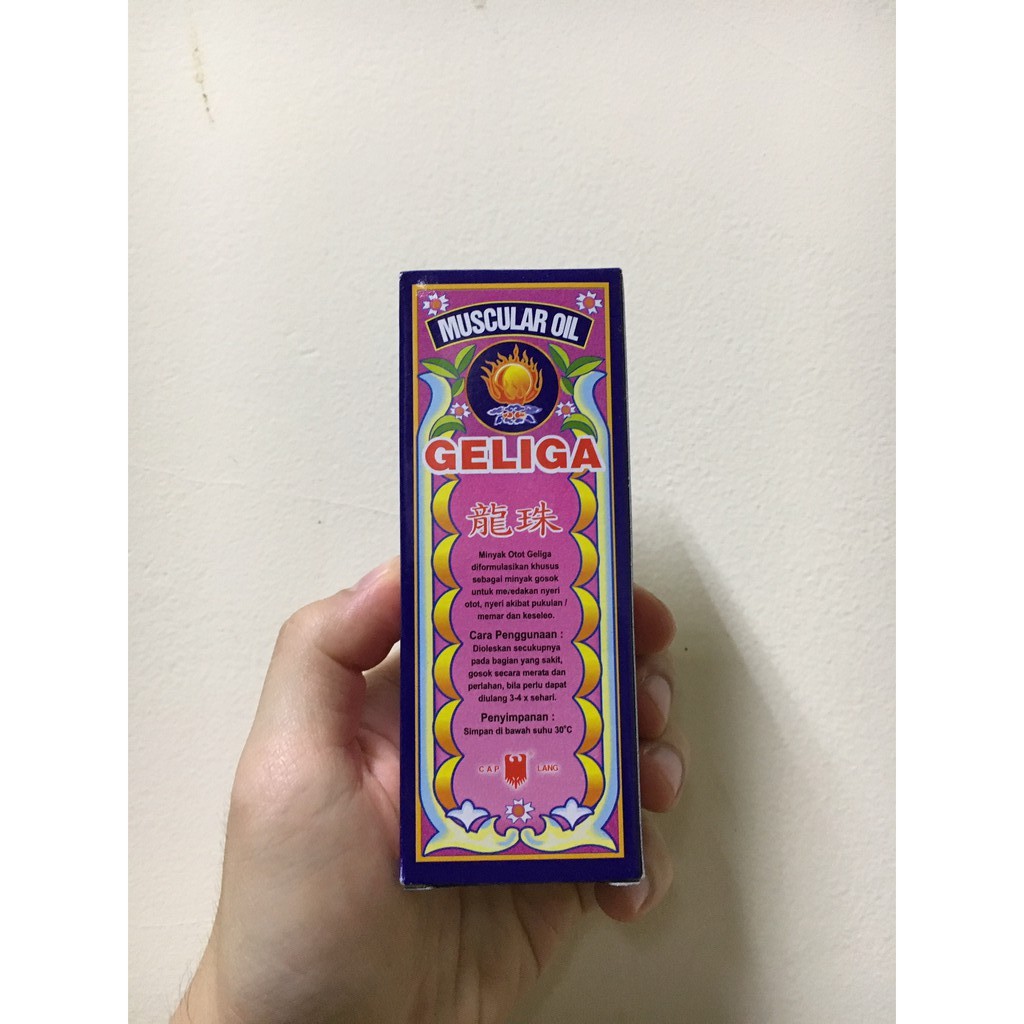 MUSCULAR OIL
GELIGA
龍珠
Minyak Otot Geliga
diformulasikan khusus
sebagai minyak gosok
untuk meredakan nyeri
otot, nyeri akibat pukulan /
memar dan keseleo.
Cara Penggunaan :
Dioleskan secukupnya
pada bagian yang sakit,
gosok secara merata dan
perlahan, bila perlu dapat
diulang 3-4 x sehari.
Penyimpanan :
Simpan di bawah suhu 30°C
CAP LANG